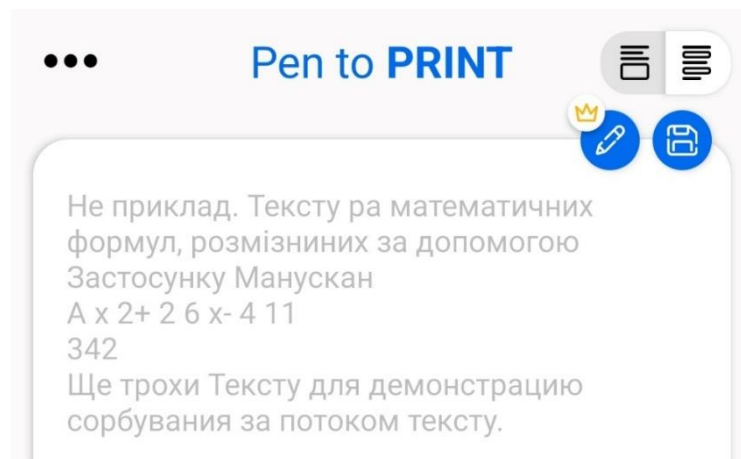 Pen to PRINT
Не приклад. Тексту ра математичних
формул, розмізниних за допомогою
Застосунку Манускан
А х 2+ 2 6 х- 4 11
342
Ще трохи Тексту для демонстрацию
сорбування за потоком тексту.